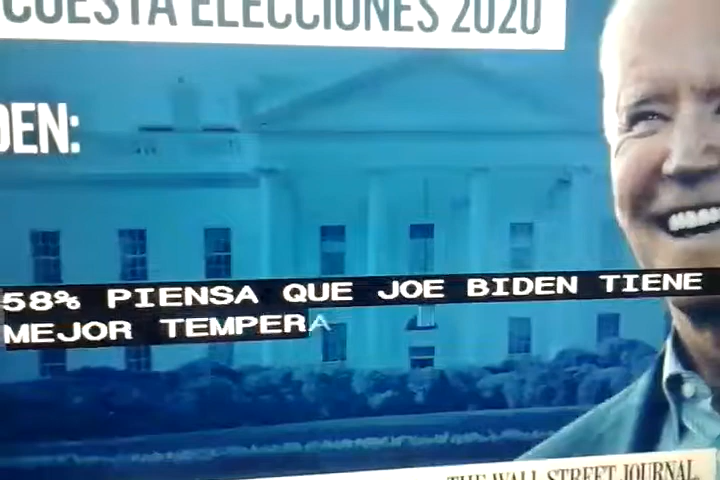 CUESTA ELECCIONES 2020
DEN:
58% PIENSA QUE JOE BIDEN TIENE
MEJOR TEMPERA
THE WALL STREET JOURNAL.